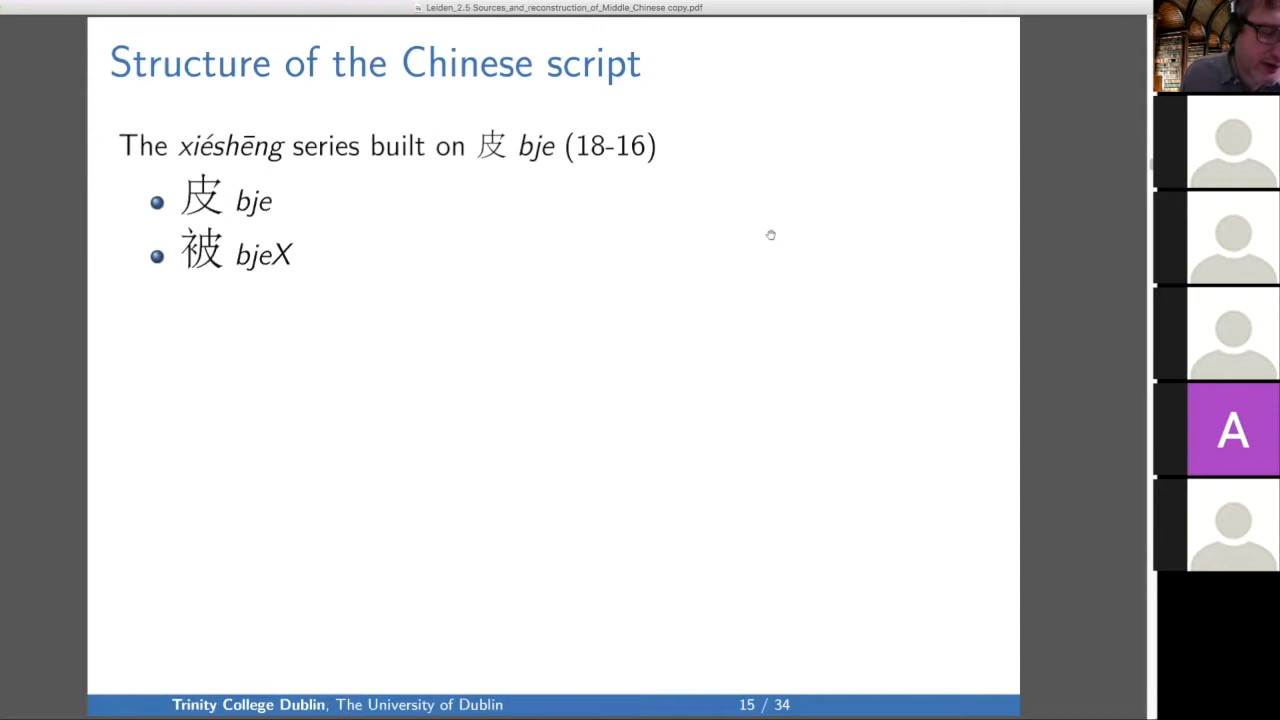 Leiden_2.5 Sources_and_reconstruction_of_Middle_Chinese copy.pdf
Structure of the Chinese script
The xiéshēng series built on 皮 bje (18-16)
皮 bje
被 bjeX
A
Trinity College Dublin, The University of Dublin
15 / 34